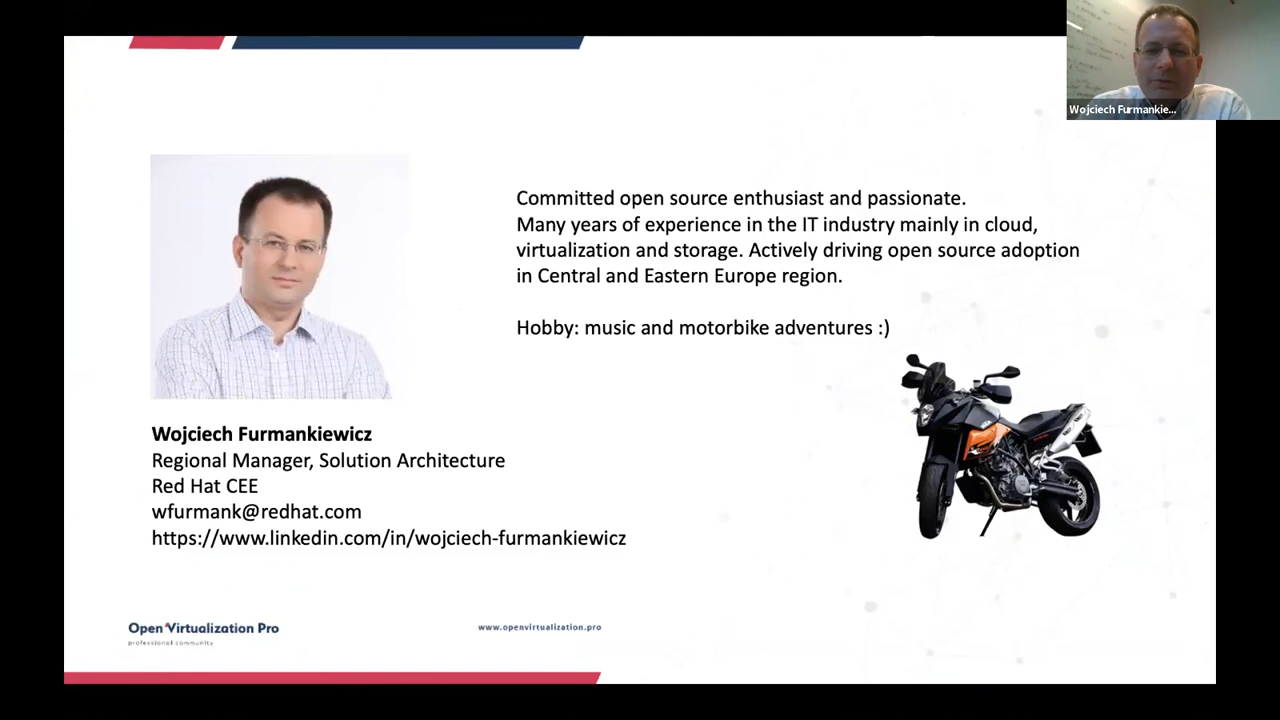 Wojciech Furmankie...
Committed open source enthusiast and passionate.
Many years of experience in the IT industry mainly in cloud,
virtualization and storage. Actively driving open source adoption
in Central and Eastern Europe region.
Hobby: music and motorbike adventures :)
Wojciech Furmankiewicz
Regional Manager, Solution Architecture
Red Hat CEE
wfurmank@redhat.com
https://www.linkedin.com/in/wojciech-furmankiewicz
Open Virtualization Pro
professional community
www.openvirtualization.pro